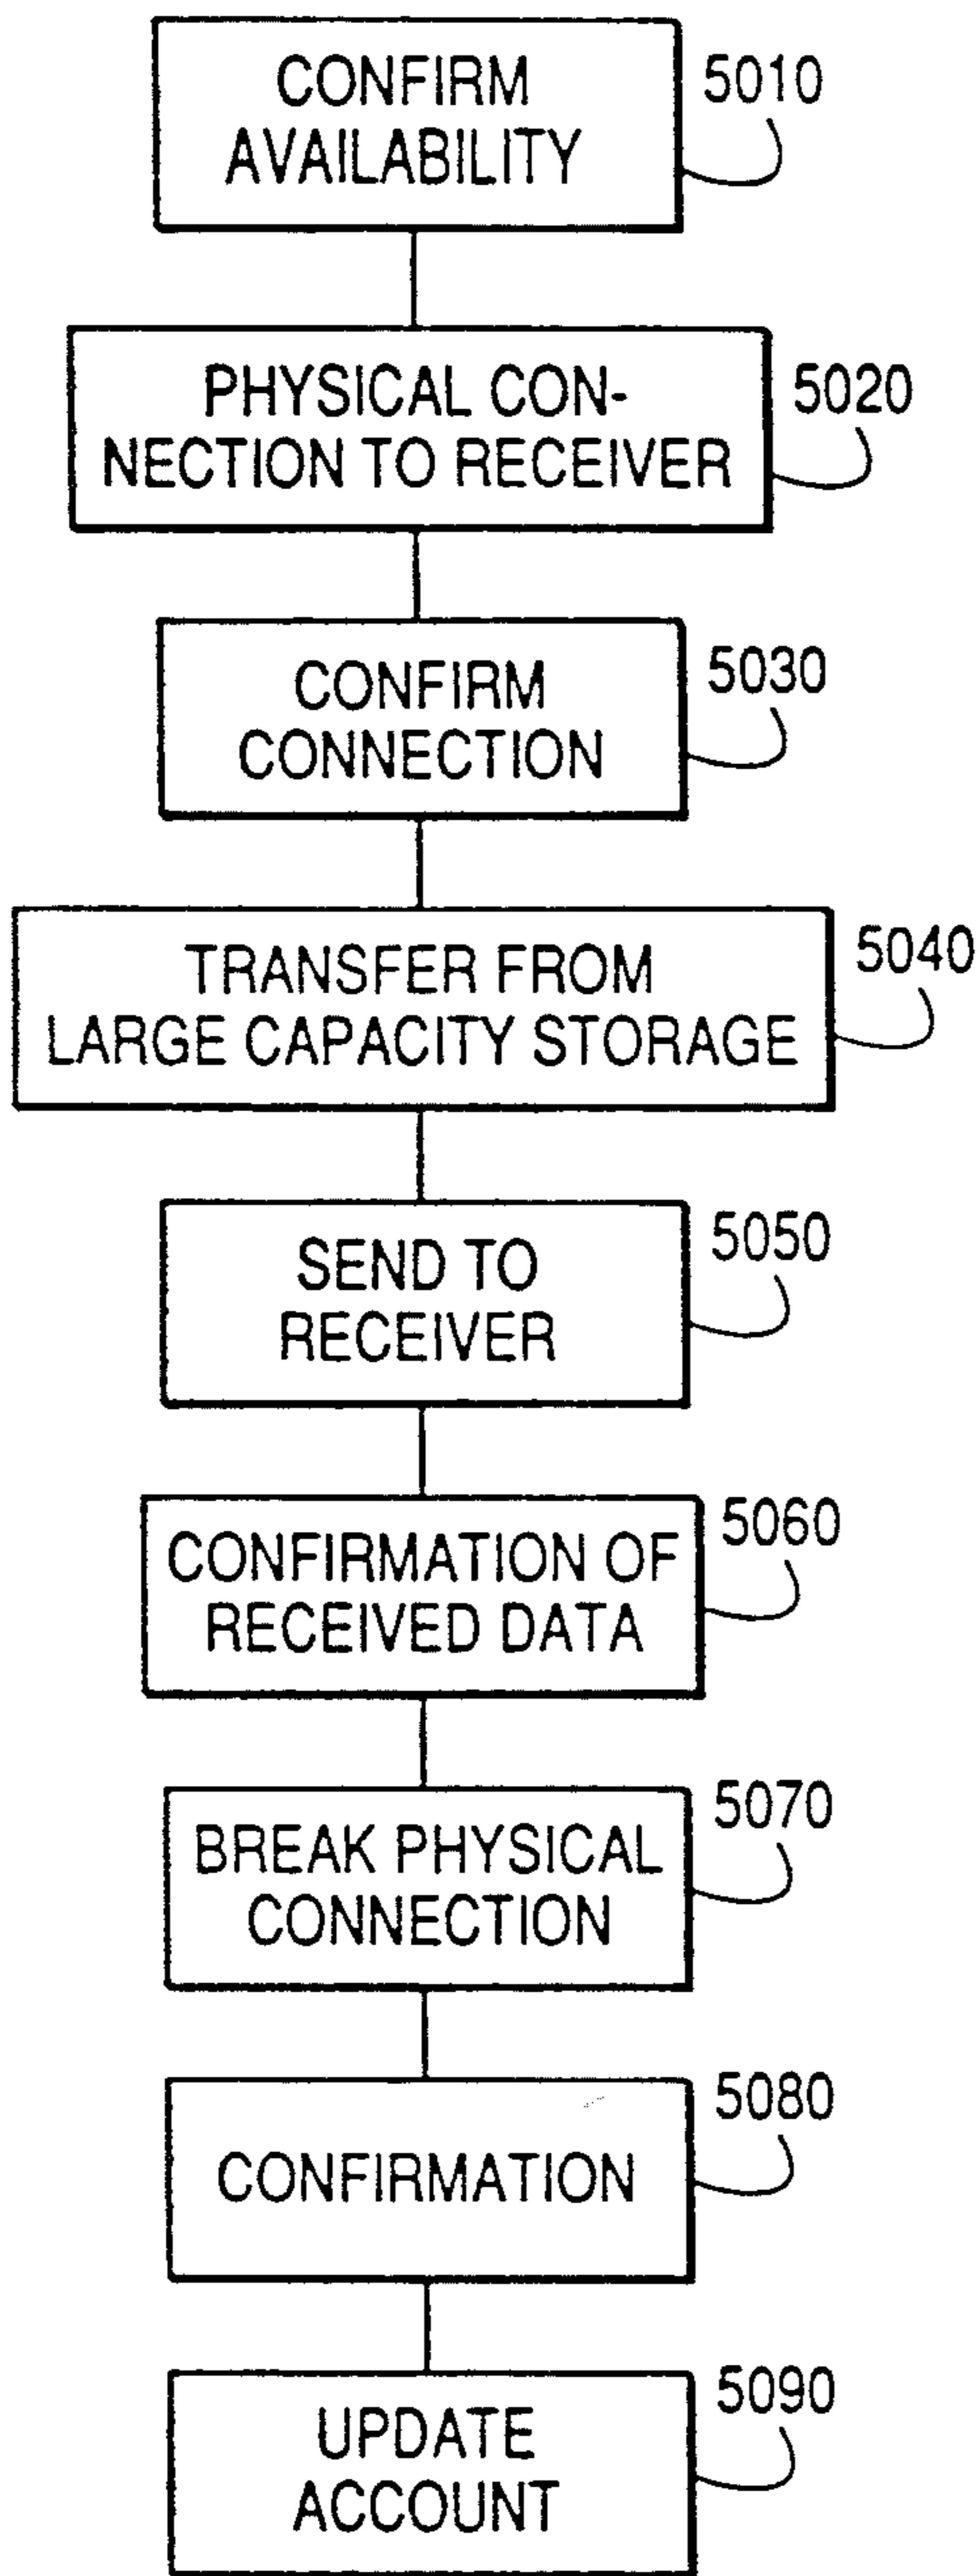 CONFIRM
AVAILABILITY
5010
PHYSICAL CON-
NECTION TO RECEIVER
5020
CONFIRM
CONNECTION
5030
TRANSFER FROM
LARGE CAPACITY STORAGE
5040
SEND TO
RECEIVER
5050
CONFIRMATION OF
RECEIVED DATA
5060
BREAK PHYSICAL
CONNECTION
5070
CONFIRMATION
5080
UPDATE
ACCOUNT
5090